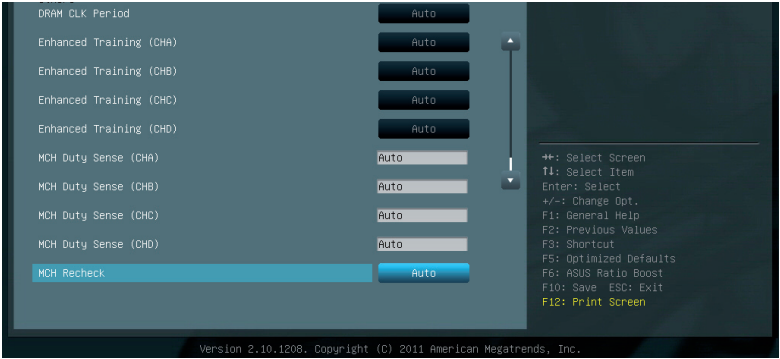 DRAM CLK Period Auto
Enhanced Training (CHA) Auto
Enhanced Training (CHB) Auto
Enhanced Training (CHC) Auto
Enhanced Training (CHD) Auto
MCH Duty Sense (CHA) Auto
MCH Duty Sense (CHB) Auto
MCH Duty Sense (CHC) Auto
MCH Duty Sense (CHD) Auto
MCH Recheck Auto
→←: Select Screen
↑↓: Select Item
Enter: Select
+/-: Change Opt.
F1: General Help
F2: Previous Values
F3: Shortcut
F5: Optimized Defaults
F6: ASUS Ratio Boost
F10: Save ESC: Exit
F12: Print Screen
Version 2.10.1208. Copyright (C) 2011 American Megatrends, Inc.